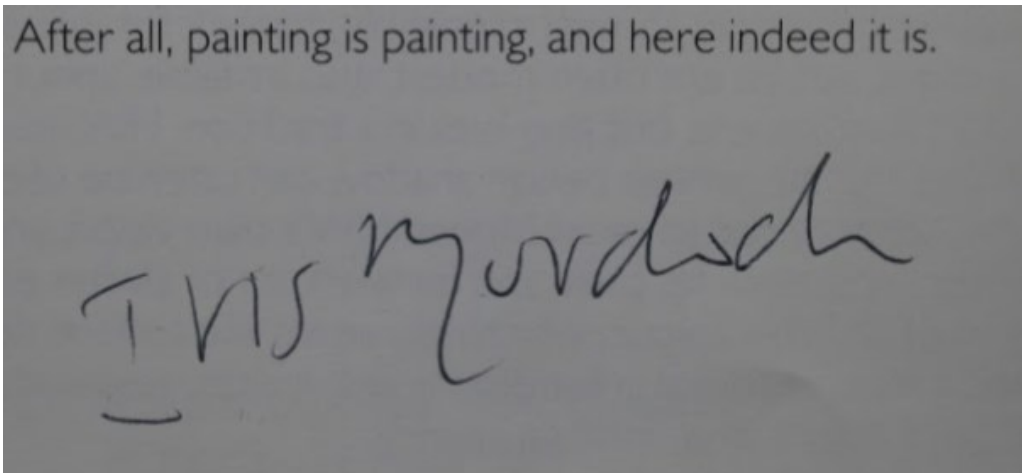 After all, painting is painting, and here indeed it is.
Iris Murdoch